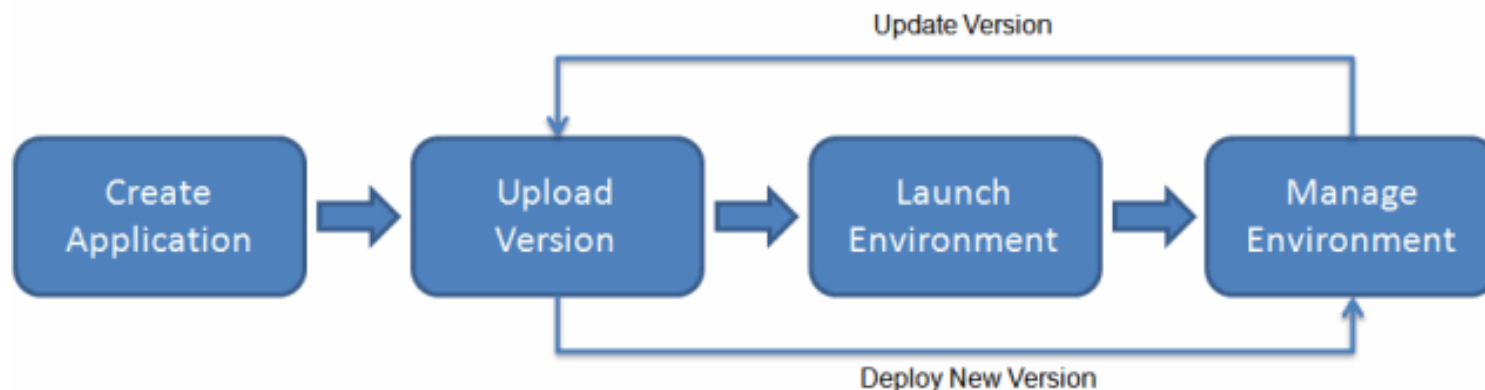 Update Version
Create
Application
Upload
Version
Launch
Environment
Manage
Environment
Deploy New Version